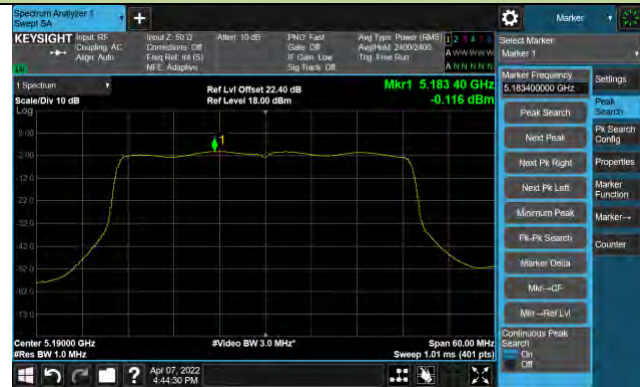 Spectrum Analyzer 1
Swept SA
+
Marker
KEYSIGHT
Input: RF
Coupling: AC
Align: Auto
Input Z: 50 Ω
Corrections: Off
Freq Ref: Int (S)
NFE: Adaptive
Atten: 10 dB
PNO: Fast
Gate: Off
IF Gain: Low
Sig Track: Off
Avg Type: Power (RMS)
Avg|Hold: 2400/2400
Trig: Free Run
A W W W W W
A N N N N N
Select Marker
Marker 1
1 Spectrum
Scale/Div 10 dB
Log
Ref Lvl Offset 22.40 dB
Ref Level 18.00 dBm
Mkr1 5.183 40 GHz
-0.116 dBm
1
8.00
-2.00
-12.0
-22.0
-32.0
-42.0
-52.0
-62.0
-72.0
Center 5.19000 GHz
#Res BW 1.0 MHz
#Video BW 3.0 MHz*
Span 60.00 MHz
Sweep 1.01 ms (401 pts)
Marker Frequency
5.183400000 GHz
Peak Search
Next Peak
Next Pk Right
Next Pk Left
Minimum Peak
Pk-Pk Search
Marker Delta
Mkr→CF
Mkr→Ref Lvl
Continuous Peak
Search
On
Off
Settings
Peak
Search
Pk Search
Config
Properties
Marker
Function
Marker→
Counter
?
Apr 07, 2022
4:44:30 PM